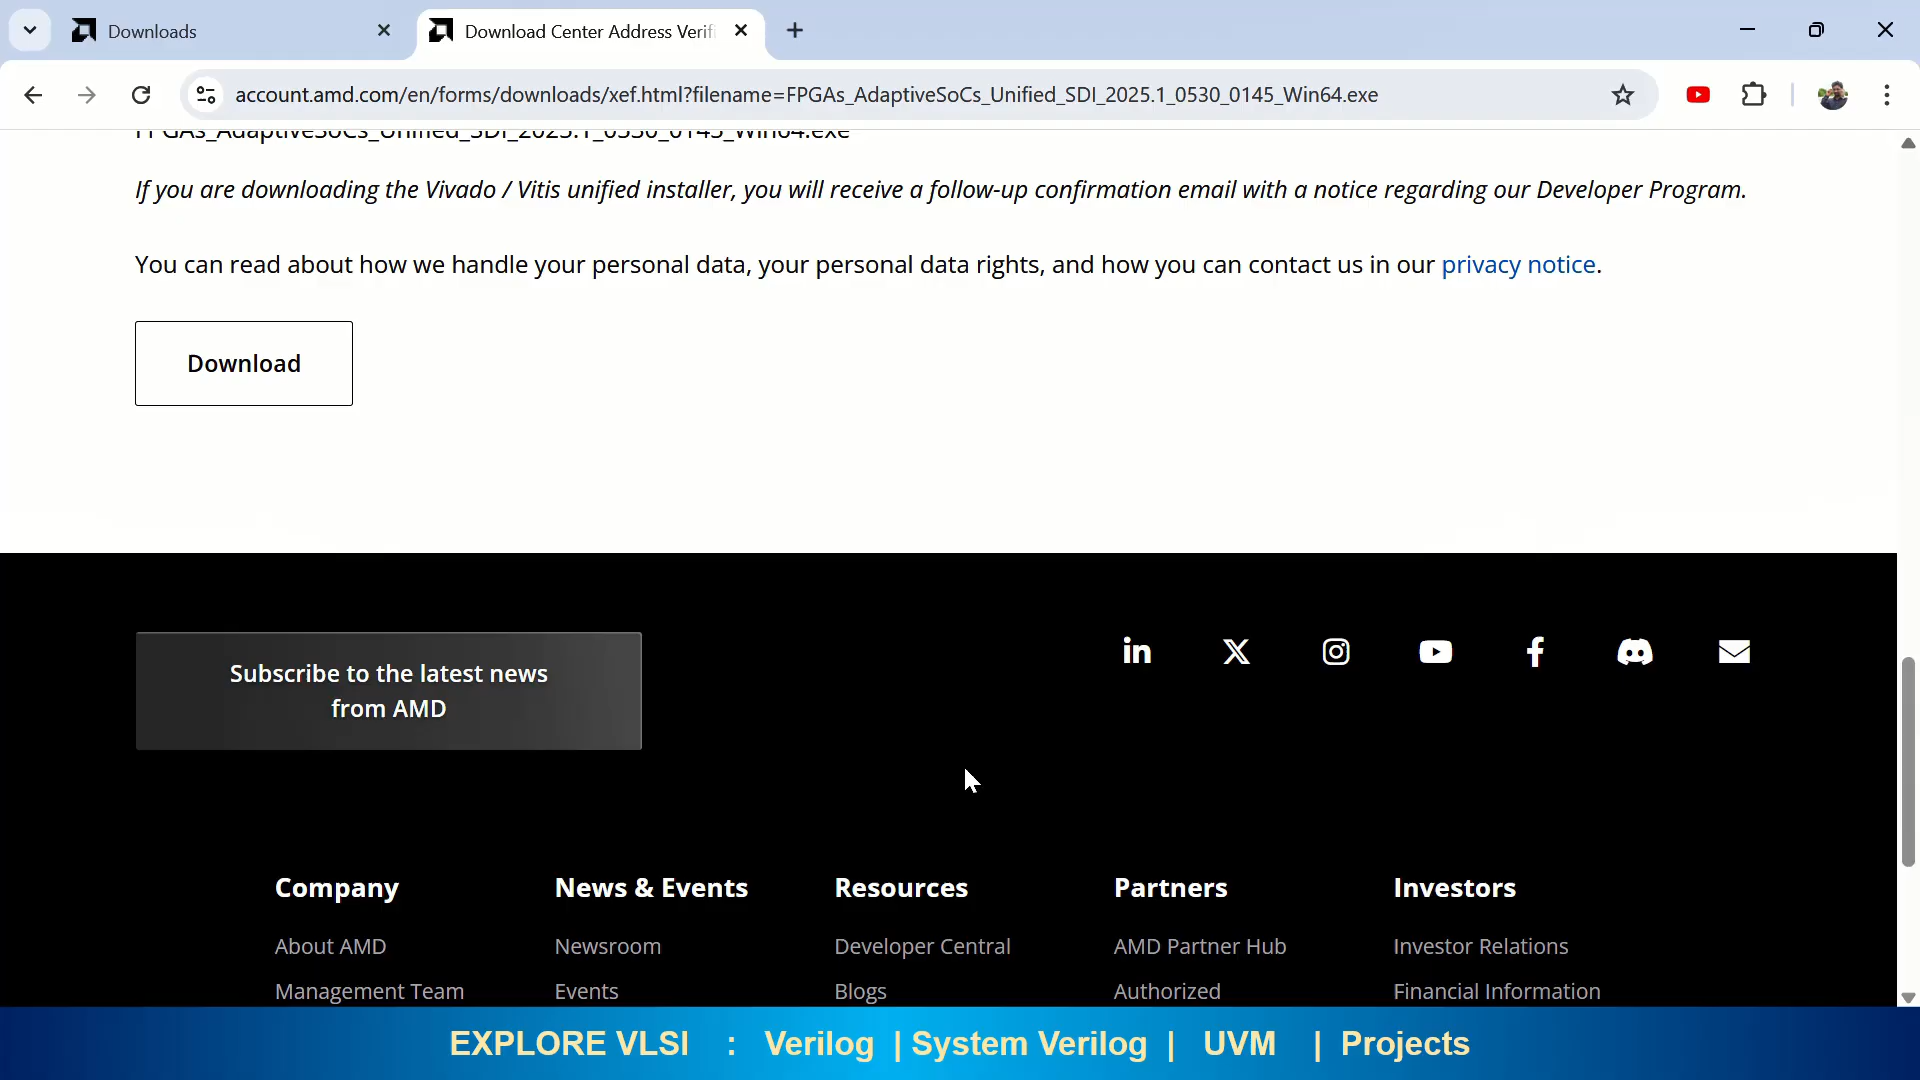 Downloads
Download Center Address Verifi
account.amd.com/en/forms/downloads/xef.html?filename=FPGAs_AdaptiveSoCs_Unified_SDI_2025.1_0530_0145_Win64.exe
FPGAs_AdaptiveSoCs_Unified_SDI_2025.1_0530_0145_Win64.exe
If you are downloading the Vivado / Vitis unified installer, you will receive a follow-up confirmation email with a notice regarding our Developer Program.
You can read about how we handle your personal data, your personal data rights, and how you can contact us in our privacy notice.
Download
Subscribe to the latest news
from AMD
Company News & Events Resources Partners Investors
About AMD Newsroom Developer Central AMD Partner Hub Investor Relations
Management Team Events Blogs Authorized Financial Information
EXPLORE VLSI : Verilog | System Verilog | UVM | Projects